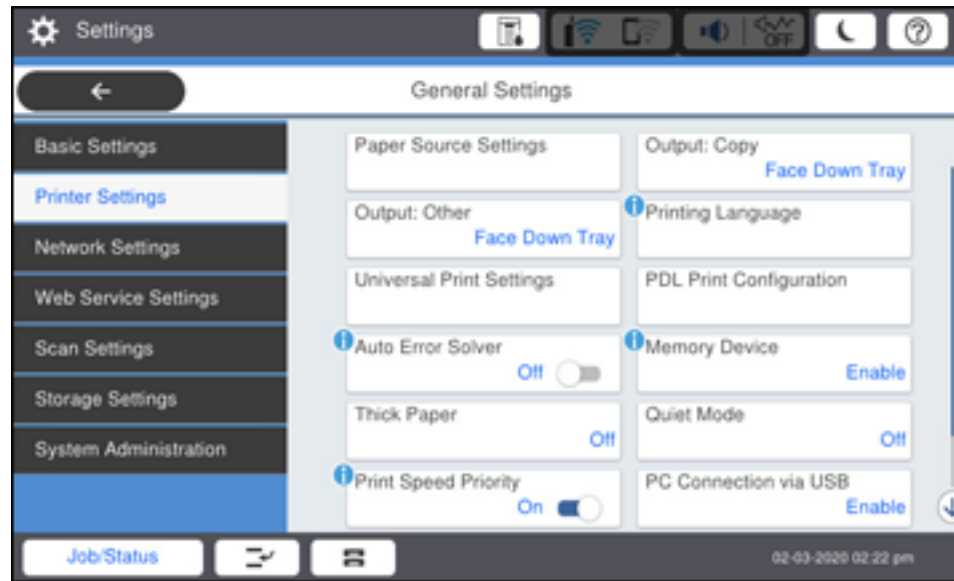 Settings
OFF
General Settings
Basic Settings
Printer Settings
Network Settings
Web Service Settings
Scan Settings
Storage Settings
System Administration
Paper Source Settings
Output: Copy
Face Down Tray
Output: Other
Face Down Tray
Printing Language
Universal Print Settings
PDL Print Configuration
Auto Error Solver
Off
Memory Device
Enable
Thick Paper
Off
Quiet Mode
Off
Print Speed Priority
On
PC Connection via USB
Enable
Job/Status
02-03-2020 02:22 pm